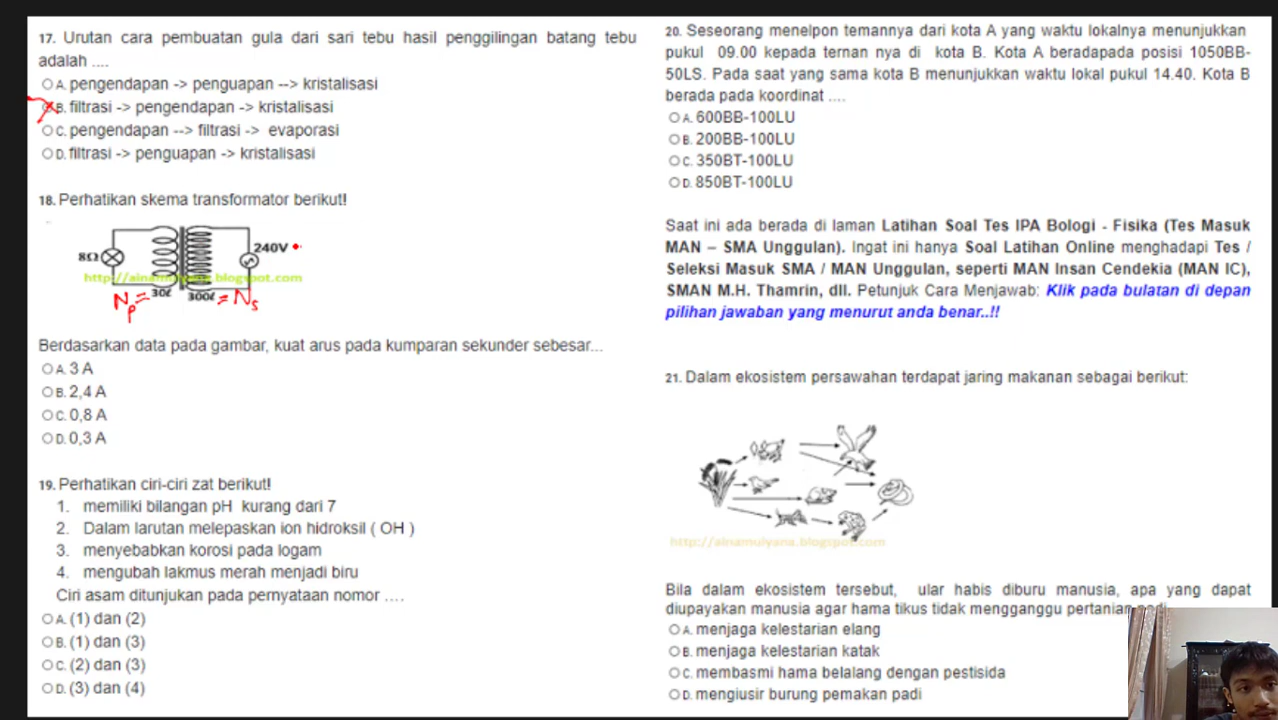 17. Urutan cara pembuatan gula dari sari tebu hasil penggilingan batang tebu
adalah ....
A. pengendapan -> penguapan --> kristalisasi
B. filtrasi -> pengendapan -> kristalisasi
C. pengendapan --> filtrasi -> evaporasi
D. filtrasi -> penguapan -> kristalisasi
18. Perhatikan skema transformator berikut!
8Ω
240V
http://ainamulyana.blogspot.com
Np = 30ℓ 300ℓ = Ns
Berdasarkan data pada gambar, kuat arus pada kumparan sekunder sebesar...
A. 3 A
B. 2,4 A
C. 0,8 A
D. 0,3 A
19. Perhatikan ciri-ciri zat berikut!
1. memiliki bilangan pH kurang dari 7
2. Dalam larutan melepaskan ion hidroksil ( OH )
3. menyebabkan korosi pada logam
4. mengubah lakmus merah menjadi biru
Ciri asam ditunjukan pada pernyataan nomor ....
A. (1) dan (2)
B. (1) dan (3)
C. (2) dan (3)
D. (3) dan (4)
20. Seseorang menelpon temannya dari kota A yang waktu lokalnya menunjukkan
pukul 09.00 kepada ternan nya di kota B. Kota A beradapada posisi 1050BB-
50LS. Pada saat yang sama kota B menunjukkan waktu lokal pukul 14.40. Kota B
berada pada koordinat ....
A. 600BB-100LU
B. 200BB-100LU
C. 350BT-100LU
D. 850BT-100LU
Saat ini ada berada di laman Latihan Soal Tes IPA Bologi - Fisika (Tes Masuk
MAN – SMA Unggulan). Ingat ini hanya Soal Latihan Online menghadapi Tes /
Seleksi Masuk SMA / MAN Unggulan, seperti MAN Insan Cendekia (MAN IC),
SMAN M.H. Thamrin, dll. Petunjuk Cara Menjawab: Klik pada bulatan di depan
pilihan jawaban yang menurut anda benar..!!
21. Dalam ekosistem persawahan terdapat jaring makanan sebagai berikut:
http://ainamulyana.blogspot.com
Bila dalam ekosistem tersebut, ular habis diburu manusia, apa yang dapat
diupayakan manusia agar hama tikus tidak mengganggu pertanian padi
A. menjaga kelestarian elang
B. menjaga kelestarian katak
C. membasmi hama belalang dengan pestisida
D. mengiusir burung pemakan padi